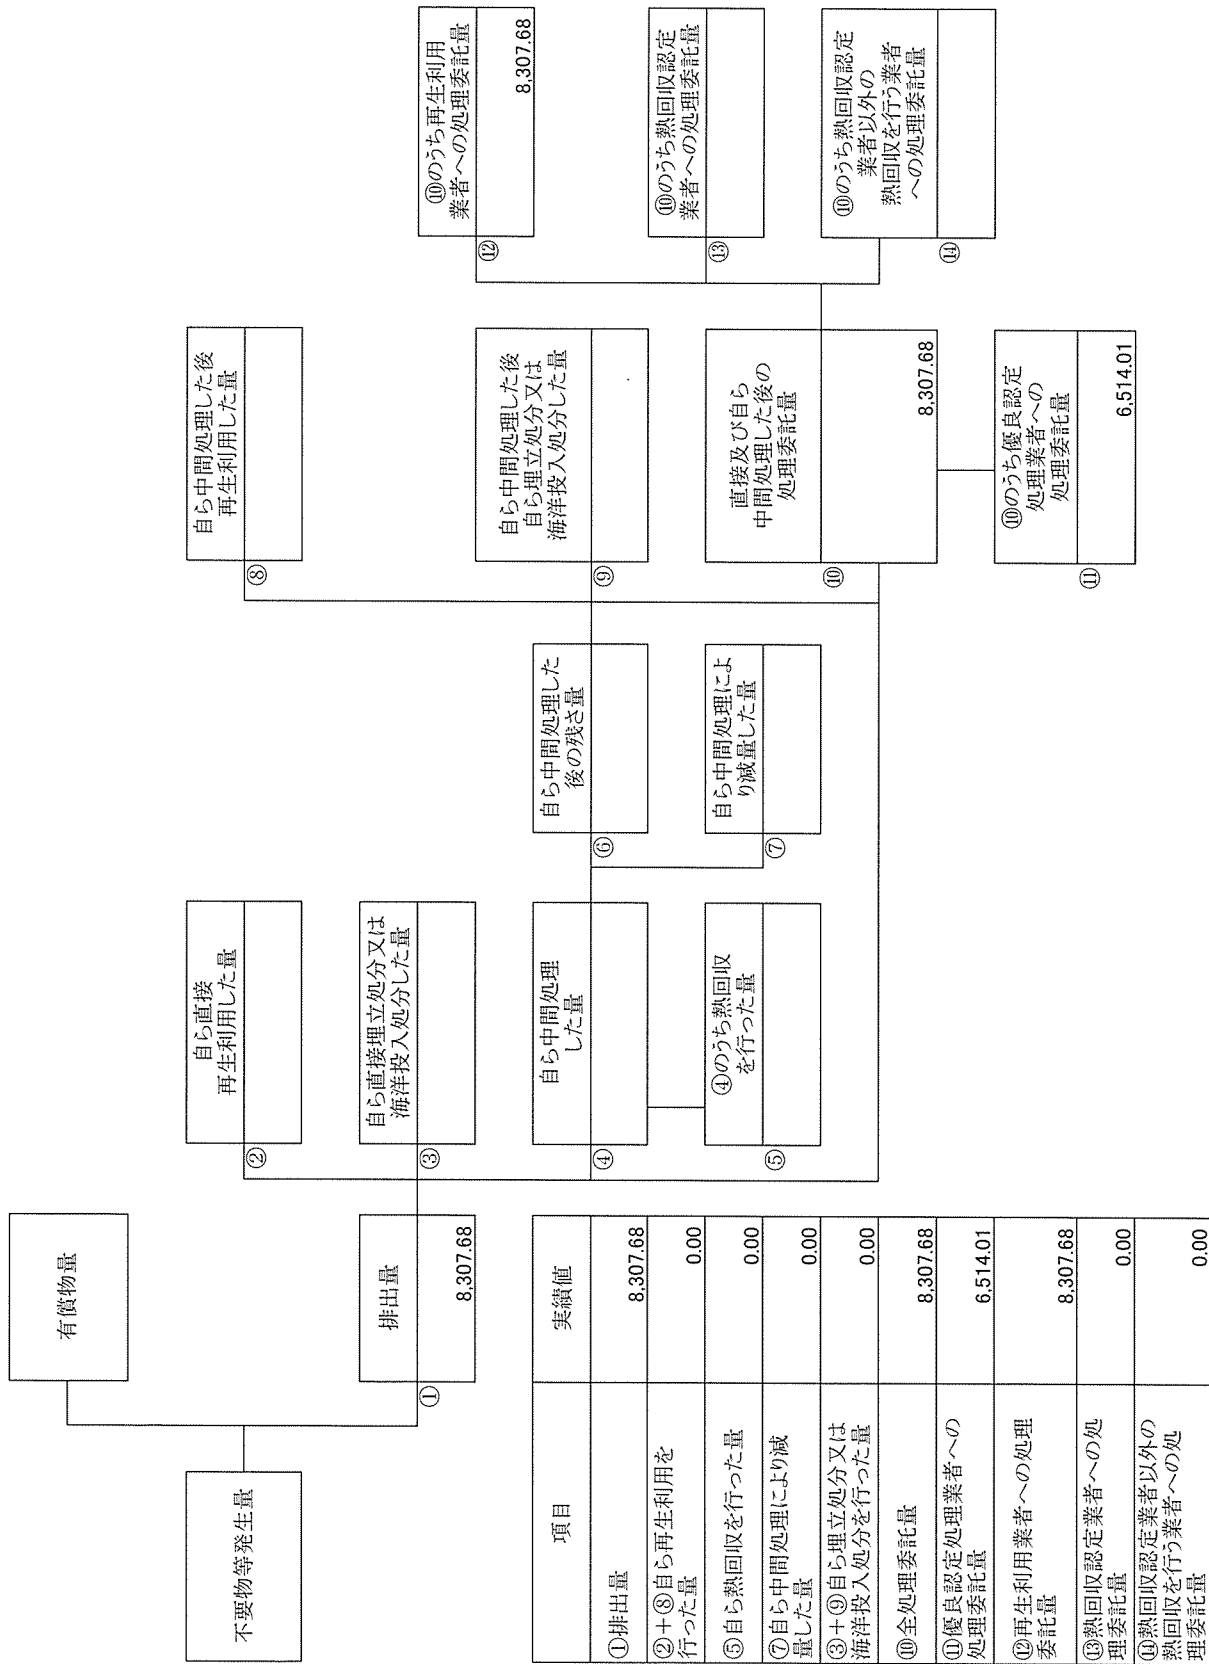 有償物量
不要物等発生量
排出量
①
8,307.68
自ら直接
再生利用した量
②
自ら直接埋立処分又は
海洋投入処分した量
③
自ら中間処理
した量
④
④のうち熱回収
を行った量
⑤
自ら中間処理した
後の残さ量
⑥
自ら中間処理によ
り減量した量
⑦
自ら中間処理した後
再生利用した量
⑧
自ら中間処理した後
自ら埋立処分又は
海洋投入処分した量
⑨
直接及び自ら
中間処理した後の
処理委託量
⑩
8,307.68
⑩のうち優良認定
処理業者への
処理委託量
⑪
6,514.01
⑩のうち再生利用
業者への処理委託量
⑫
8,307.68
⑩のうち熱回収認定
業者への処理委託量
⑬
⑩のうち熱回収認定
業者以外の
熱回収を行う業者
への処理委託量
⑭
項目 実績値
①排出量 8,307.68
②+⑧自ら再生利用を
行った量 0.00
⑤自ら熱回収を行った量 0.00
⑦自ら中間処理により減
量した量 0.00
③+⑨自ら埋立処分又は
海洋投入処分を行った量 0.00
⑩全処理委託量 8,307.68
⑪優良認定処理業者への
処理委託量 6,514.01
⑫再生利用業者への処理
委託量 8,307.68
⑬熱回収認定業者への処
理委託量 0.00
⑭熱回収認定業者以外の
熱回収を行う業者への処
理委託量 0.00